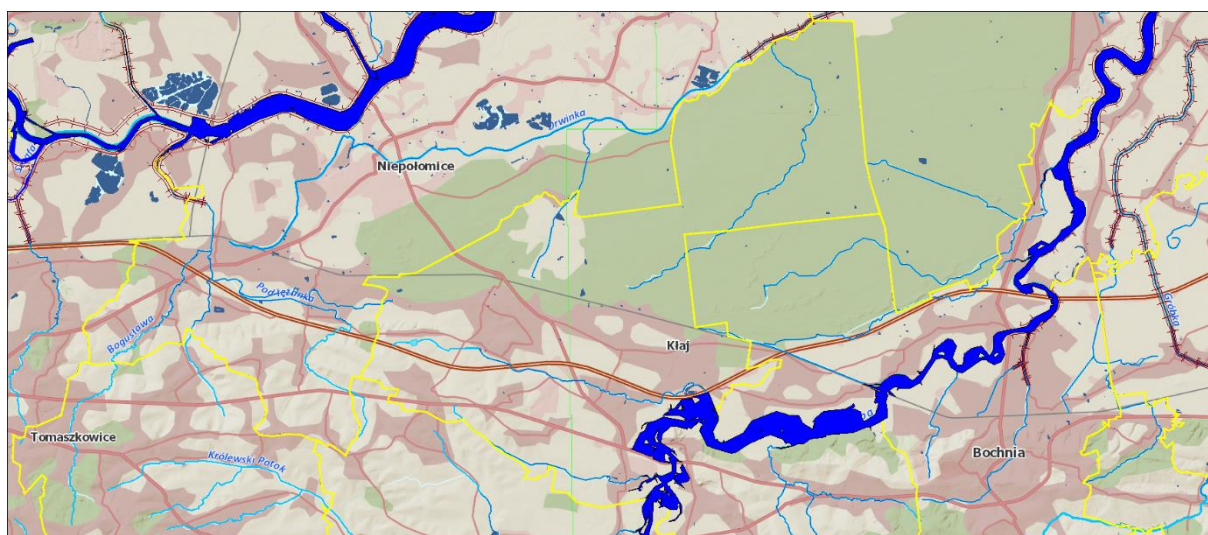 Drwinka
Niepołomice
Podłężanka
Bogusława
Gróbka
Kłaj
Tomaszkowice
Królewski Potok
Bochnia